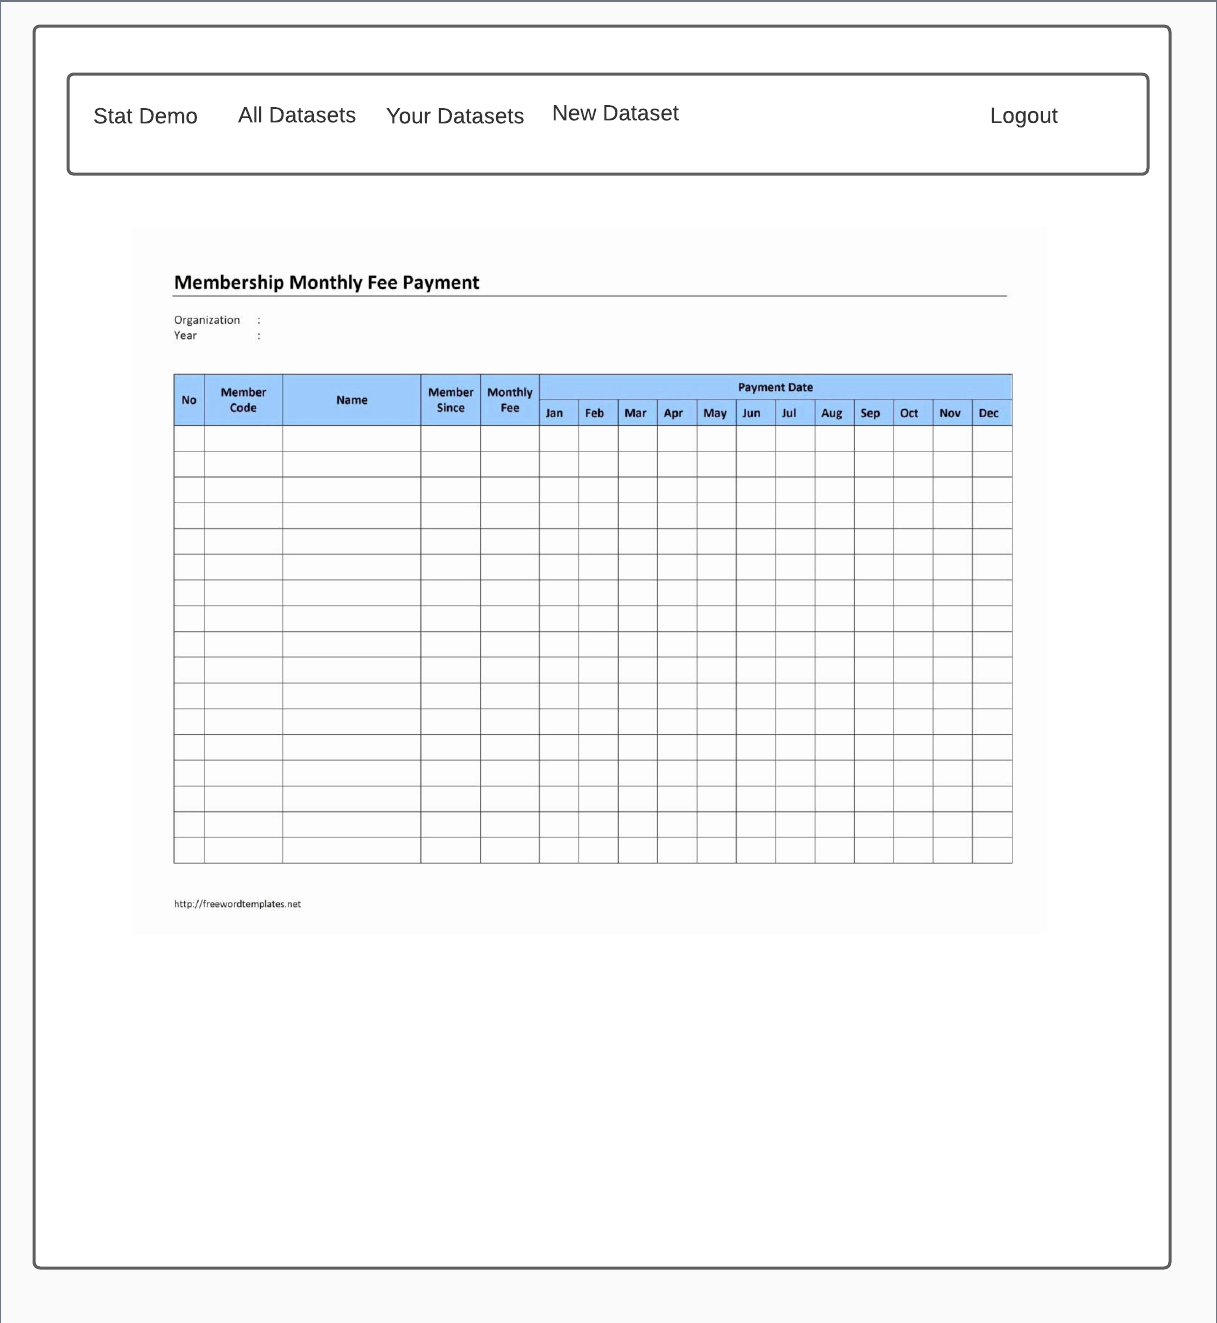 Stat Demo All Datasets Your Datasets New Dataset Logout
Membership Monthly Fee Payment
Organization :
Year :
No Member Code Name Member Since Monthly Fee Payment Date
Jan Feb Mar Apr May Jun Jul Aug Sep Oct Nov Dec
http://freewordtemplates.net